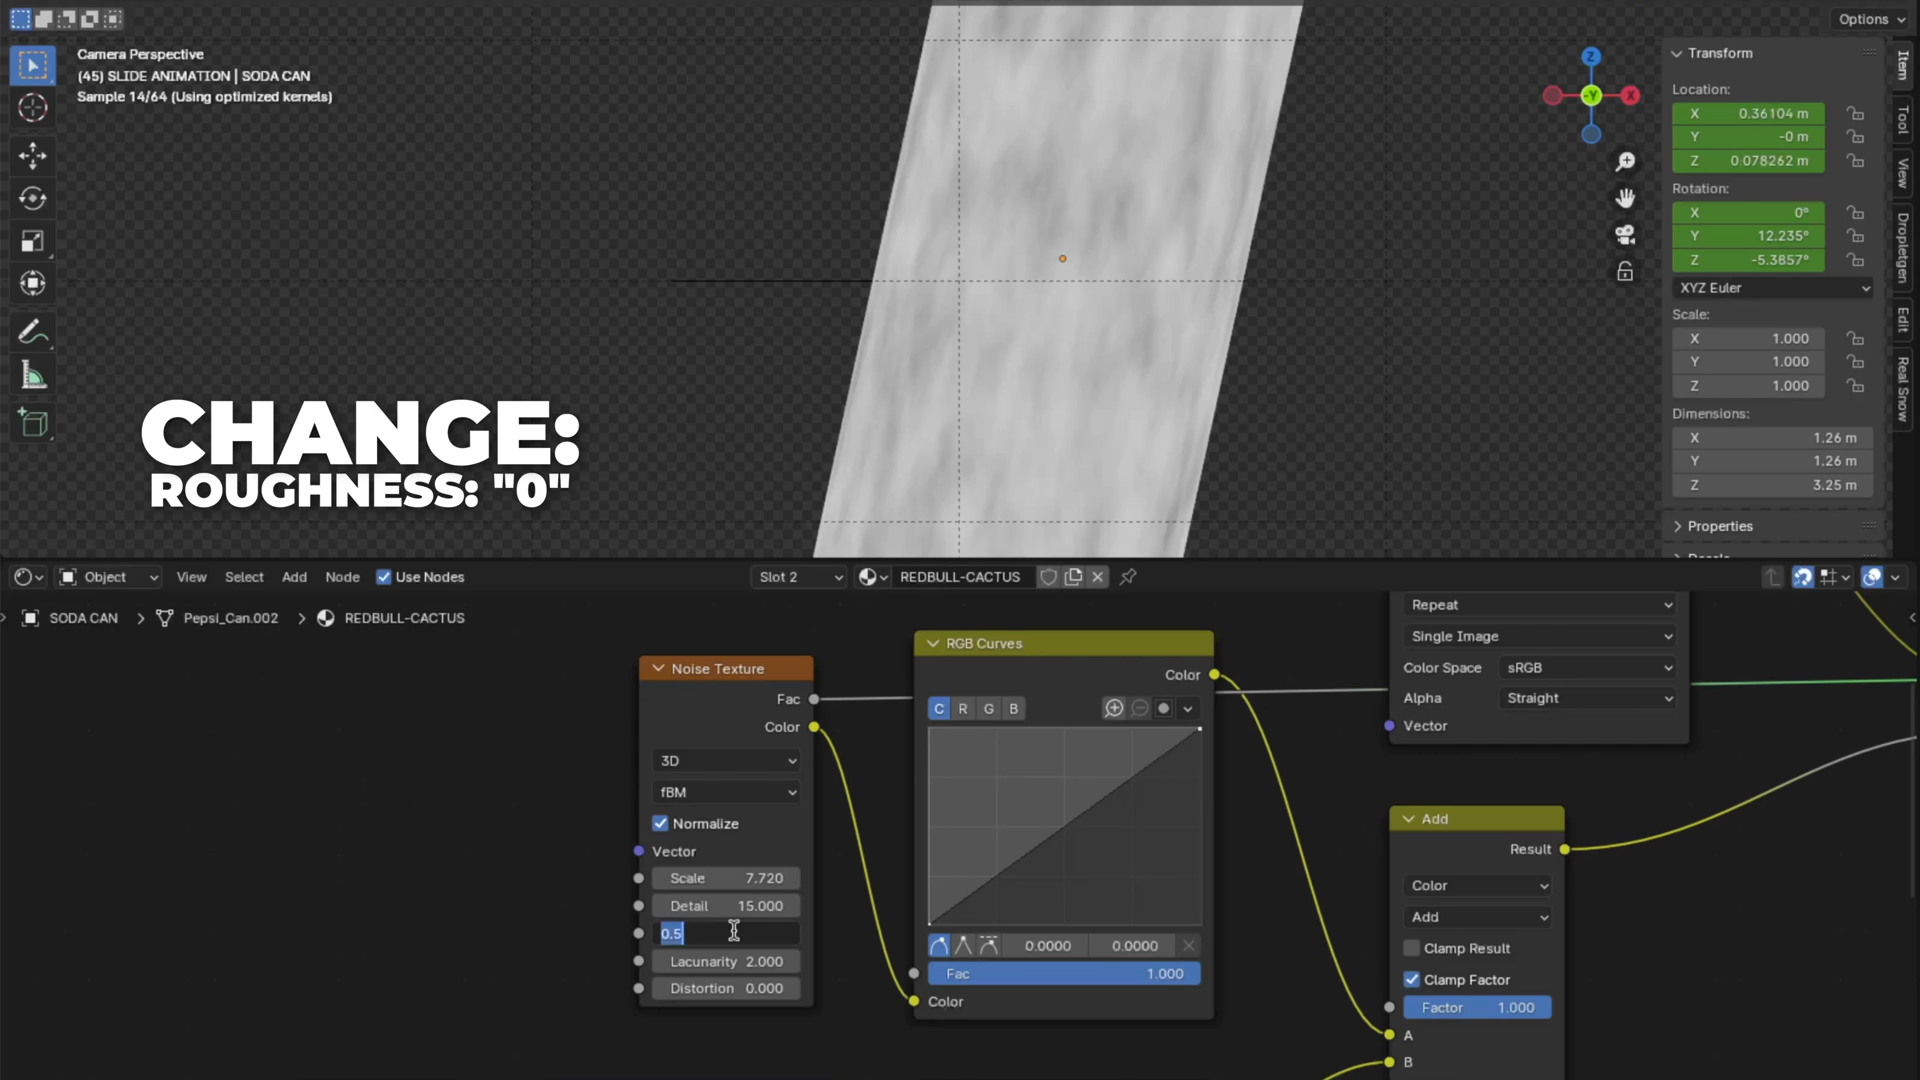 Options
Camera Perspective
(45) SLIDE ANIMATION | SODA CAN
Sample 14/64 (Using optimized kernels)
Z
-Y
X
Transform
Location:
X 0.36104 m
Y -0 m
Z 0.078262 m
Rotation:
X 0°
Y 12.235°
Z -5.3857°
XYZ Euler
Scale:
X 1.000
Y 1.000
Z 1.000
Dimensions:
X 1.26 m
Y 1.26 m
Z 3.25 m
Properties
Item
Tool
View
Dropletgen
Edit
Real Snow
CHANGE:
ROUGHNESS: "0"
Object View Select Add Node Use Nodes Slot 2 REDBULL-CACTUS
SODA CAN Pepsi_Can.002 REDBULL-CACTUS
Noise Texture
Fac
Color
3D
fBM
Normalize
Vector
Scale 7.720
Detail 15.000
0.5
Lacunarity 2.000
Distortion 0.000
RGB Curves
Color
C R G B
0.0000 0.0000
Fac 1.000
Color
Repeat
Single Image
Color Space sRGB
Alpha Straight
Vector
Add
Result
Color
Add
Clamp Result
Clamp Factor
Factor 1.000
A
B